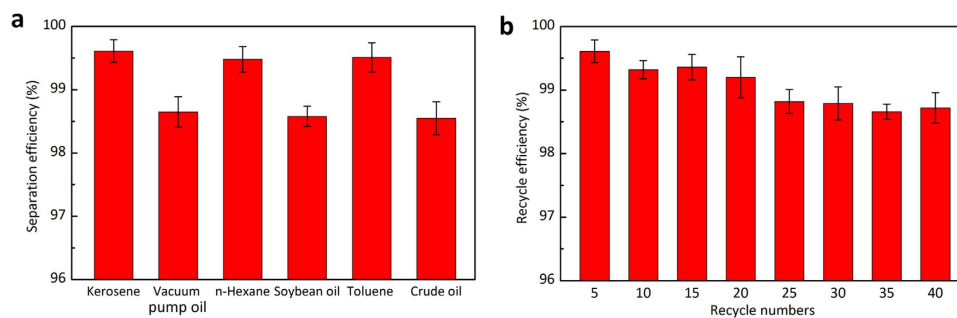 a
100
99
98
97
96
Separation efficiency (%)
Kerosene Vacuum n-Hexane Soybean oil Toluene Crude oil
pump oil
b
100
99
98
97
96
Recycle efficiency (%)
5 10 15 20 25 30 35 40
Recycle numbers